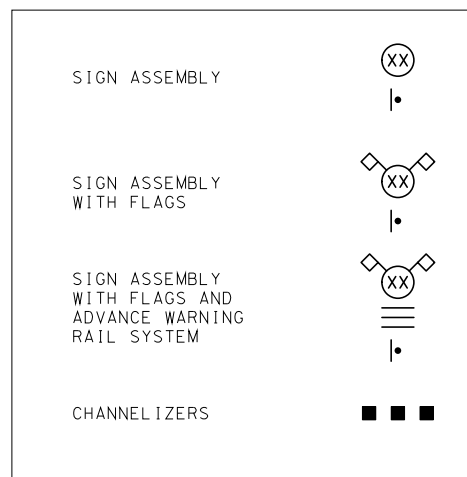 SIGN ASSEMBLY
XX
SIGN ASSEMBLY
WITH FLAGS
XX
SIGN ASSEMBLY
WITH FLAGS AND
ADVANCE WARNING
RAIL SYSTEM
XX
CHANNELIZERS